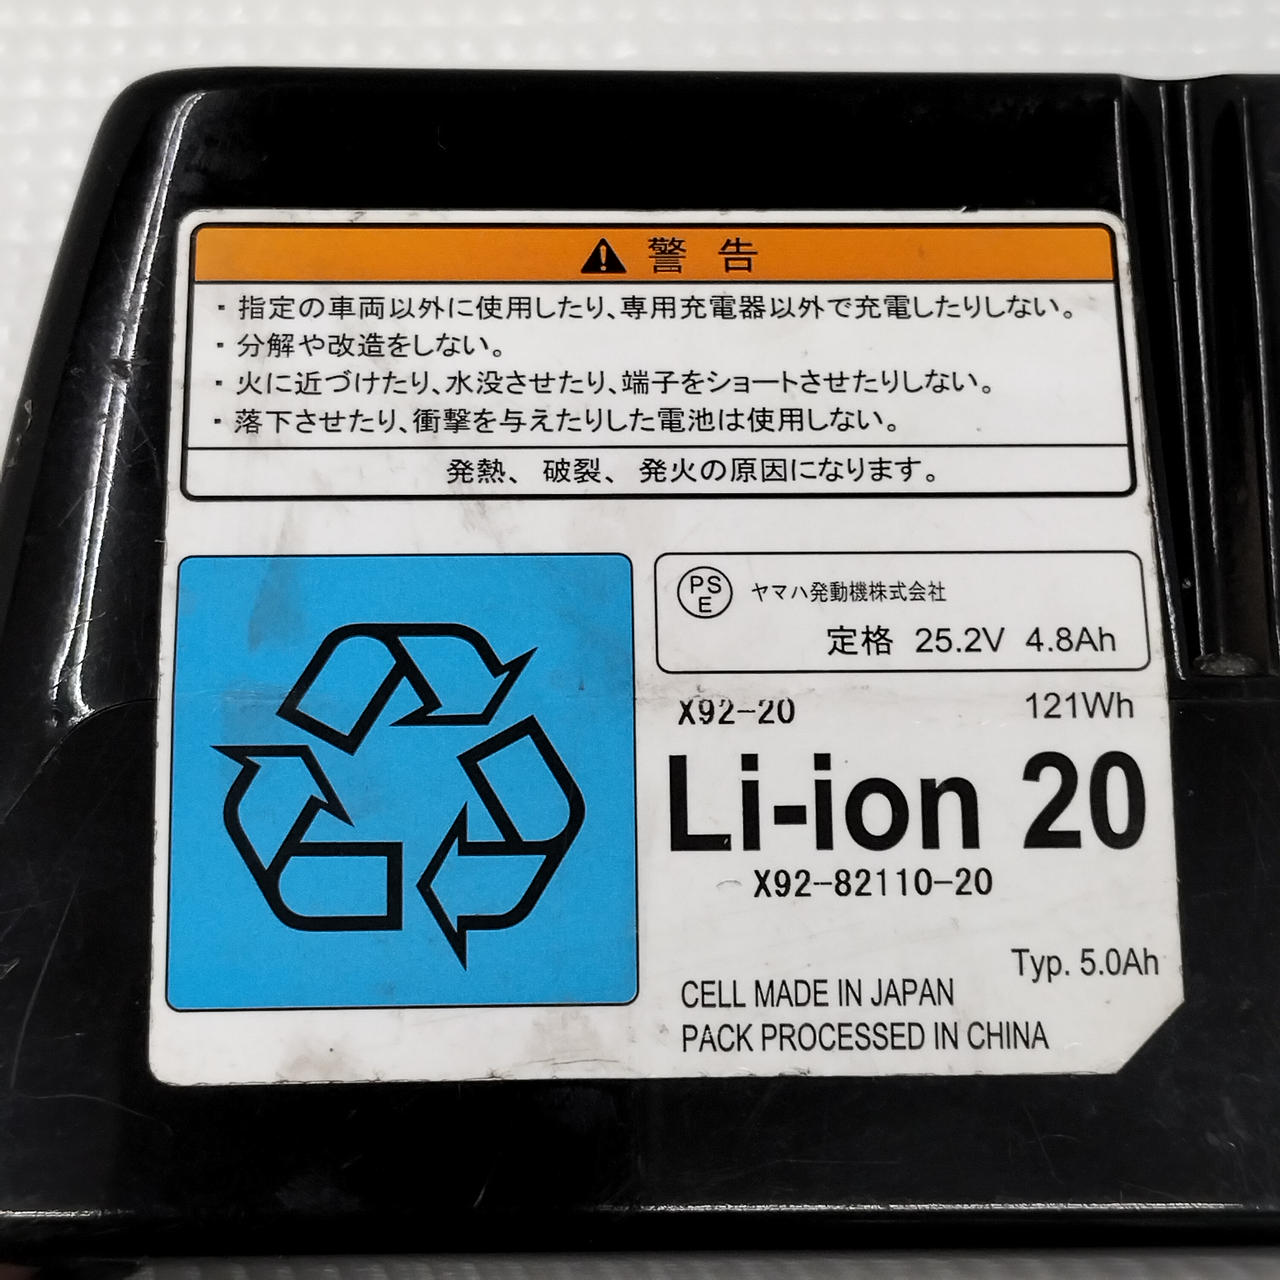 警告
・指定の車両以外に使用したり、専用充電器以外で充電したりしない。
・分解や改造をしない。
・火に近づけたり、水没させたり、端子をショートさせたりしない。
・落下させたり、衝撃を与えたりした電池は使用しない。
発熱、破裂、発火の原因になります。
PSE ヤマハ発動機株式会社
定格 25.2V 4.8Ah
X92-20 121Wh
Li-ion 20
X92-82110-20
Typ. 5.0Ah
CELL MADE IN JAPAN
PACK PROCESSED IN CHINA